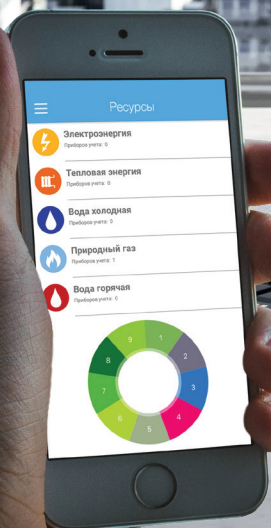 Ресурсы
Электроэнергия
Приборов учета: 0
Тепловая энергия
Приборов учета: 0
Вода холодная
Приборов учета: 0
Природный газ
Приборов учета: 1
Вода горячая
Приборов учета: 0
9 1
8 2
7 3
6 4
5